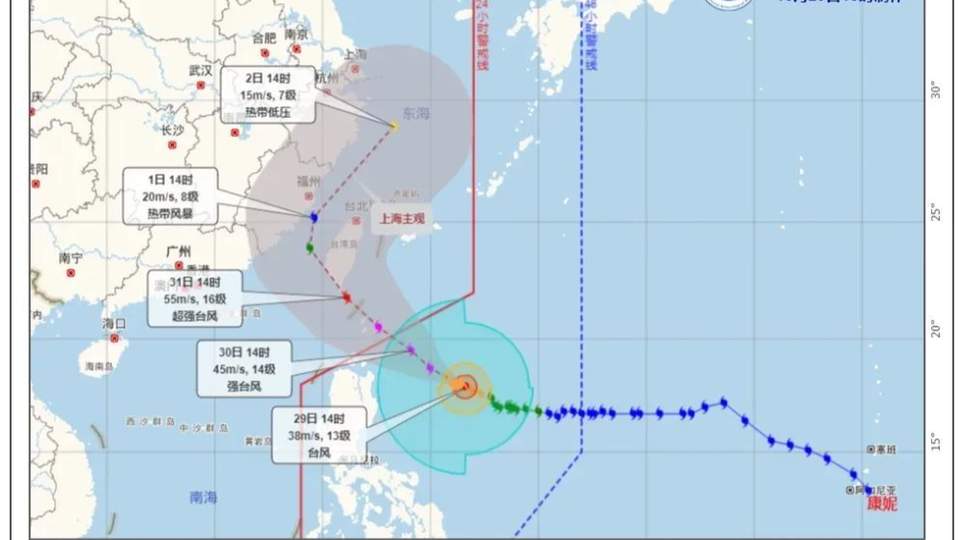 24小时警戒线
48小时警戒线
合肥
南京
上海
武汉
杭州
2日 14时
15m/s, 7级
热带低压
东海
30°
长沙
1日 14时
20m/s, 8级
热带风暴
福州
台北
上海主观
25°
台湾岛
南宁
广州
香港
31日 14时
55m/s, 16级
超强台风
海口
海南岛
20°
30日 14时
45m/s, 14级
强台风
29日 14时
38m/s, 13级
台风
西沙群岛
中沙群岛
黄岩岛
15°
塞班
南海
康妮